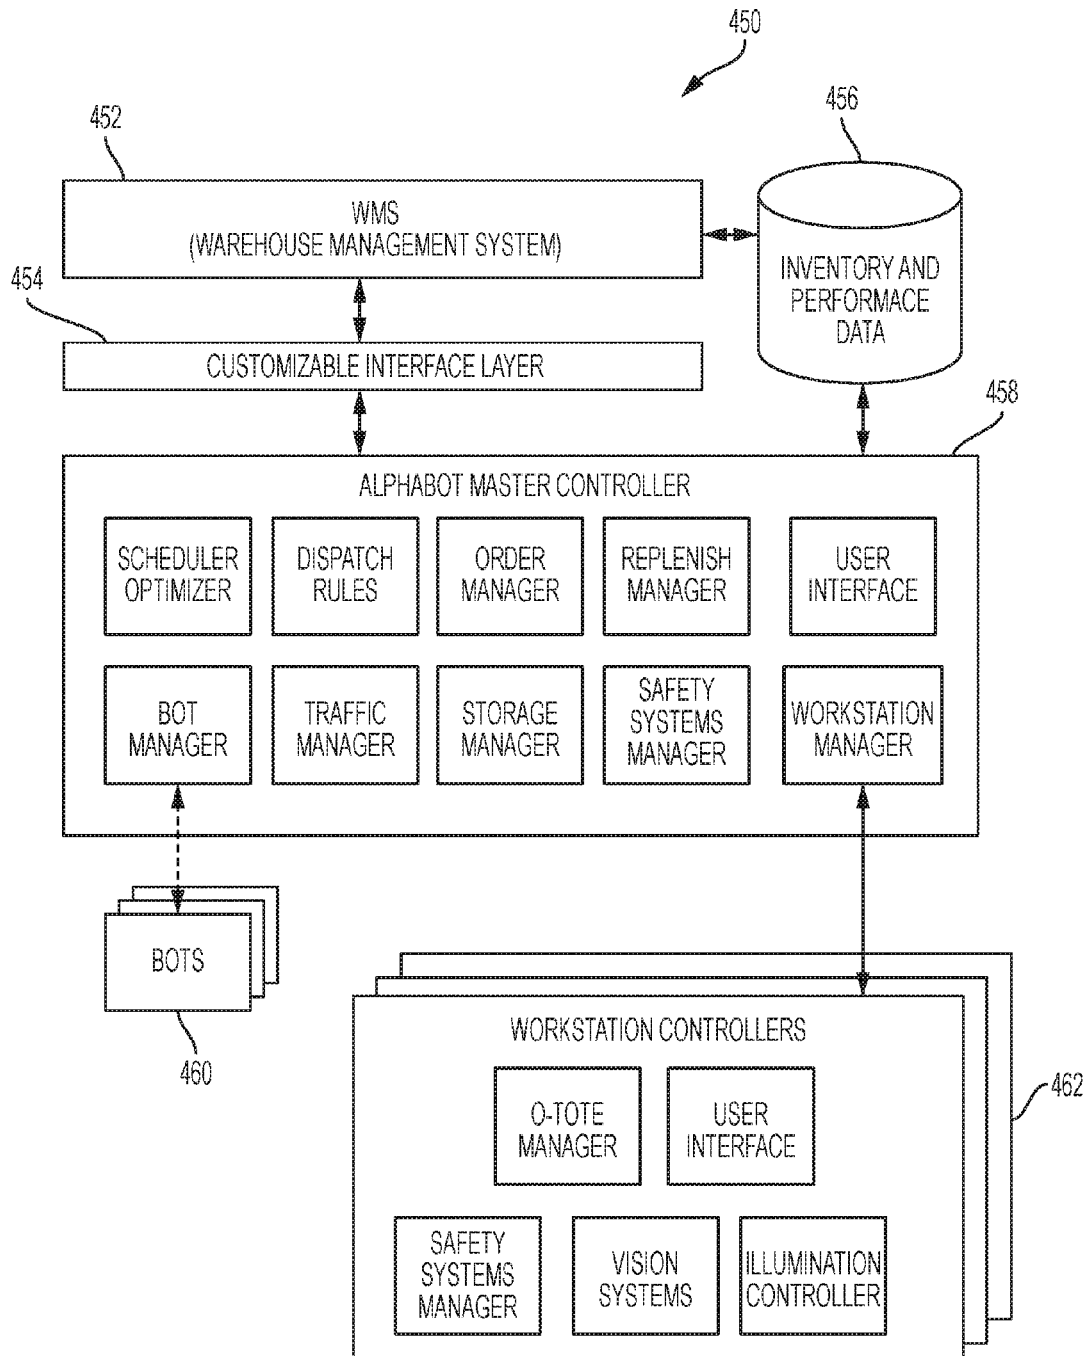 450
452
456
WMS
(WAREHOUSE MANAGEMENT SYSTEM)
INVENTORY AND
PERFORMACE
DATA
454
CUSTOMIZABLE INTERFACE LAYER
458
ALPHABOT MASTER CONTROLLER
SCHEDULER
OPTIMIZER
DISPATCH
RULES
ORDER
MANAGER
REPLENISH
MANAGER
USER
INTERFACE
BOT
MANAGER
TRAFFIC
MANAGER
STORAGE
MANAGER
SAFETY
SYSTEMS
MANAGER
WORKSTATION
MANAGER
BOTS
460
WORKSTATION CONTROLLERS
462
O-TOTE
MANAGER
USER
INTERFACE
SAFETY
SYSTEMS
MANAGER
VISION
SYSTEMS
ILLUMINATION
CONTROLLER